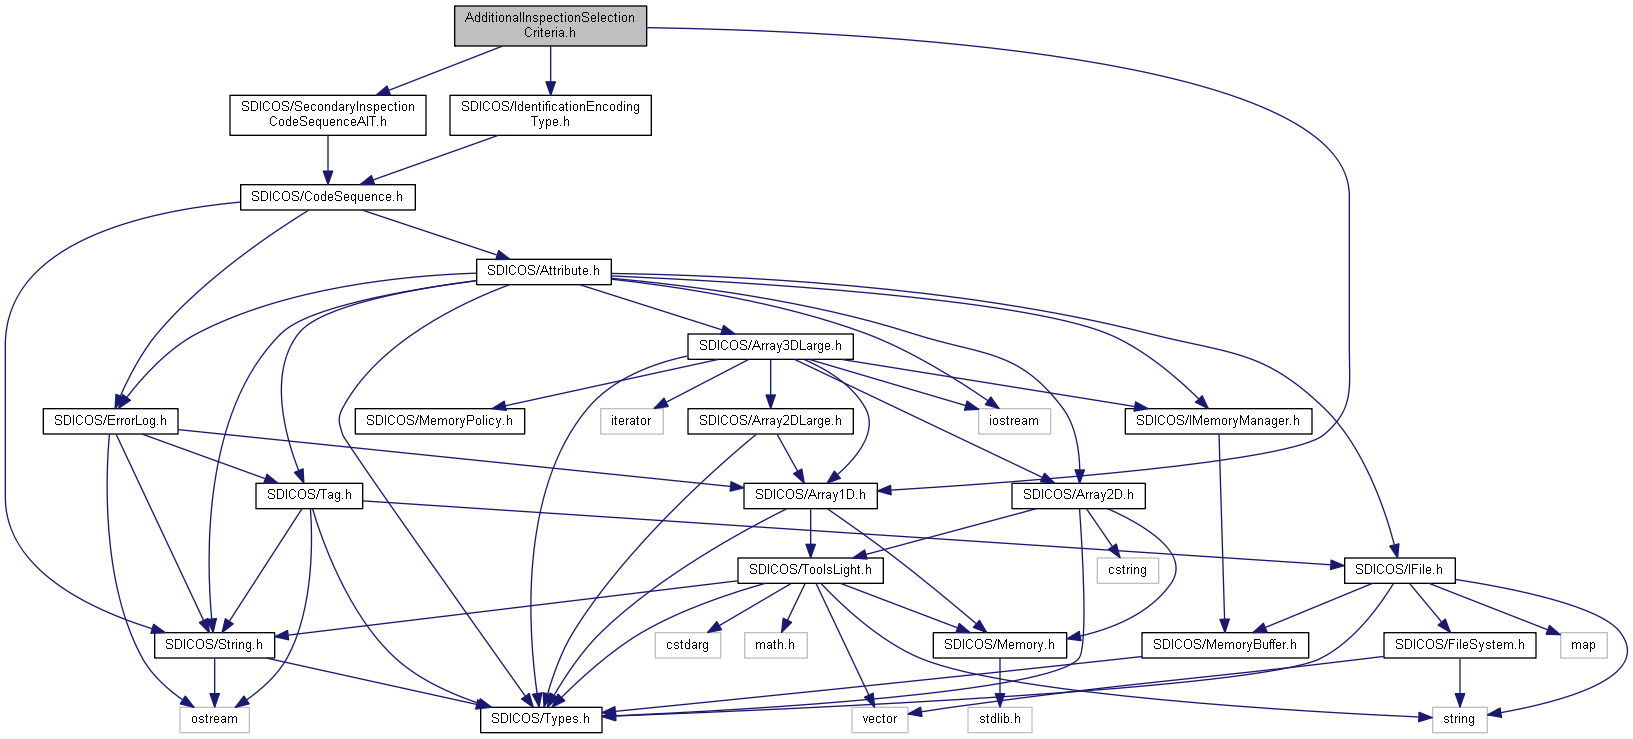 AdditionalInspectionSelection
Criteria.h
SDICOS/SecondaryInspection
CodeSequenceAIT.h
SDICOS/IdentificationEncoding
Type.h
SDICOS/CodeSequence.h
SDICOS/Attribute.h
SDICOS/Array3DLarge.h
SDICOS/ErrorLog.h
SDICOS/MemoryPolicy.h
iterator
SDICOS/Array2DLarge.h
iostream
SDICOS/IMemoryManager.h
SDICOS/Tag.h
SDICOS/Array1D.h
SDICOS/Array2D.h
SDICOS/ToolsLight.h
cstring
SDICOS/IFile.h
SDICOS/String.h
cstdarg
math.h
SDICOS/Memory.h
SDICOS/MemoryBuffer.h
SDICOS/FileSystem.h
map
ostream
SDICOS/Types.h
vector
stdlib.h
string